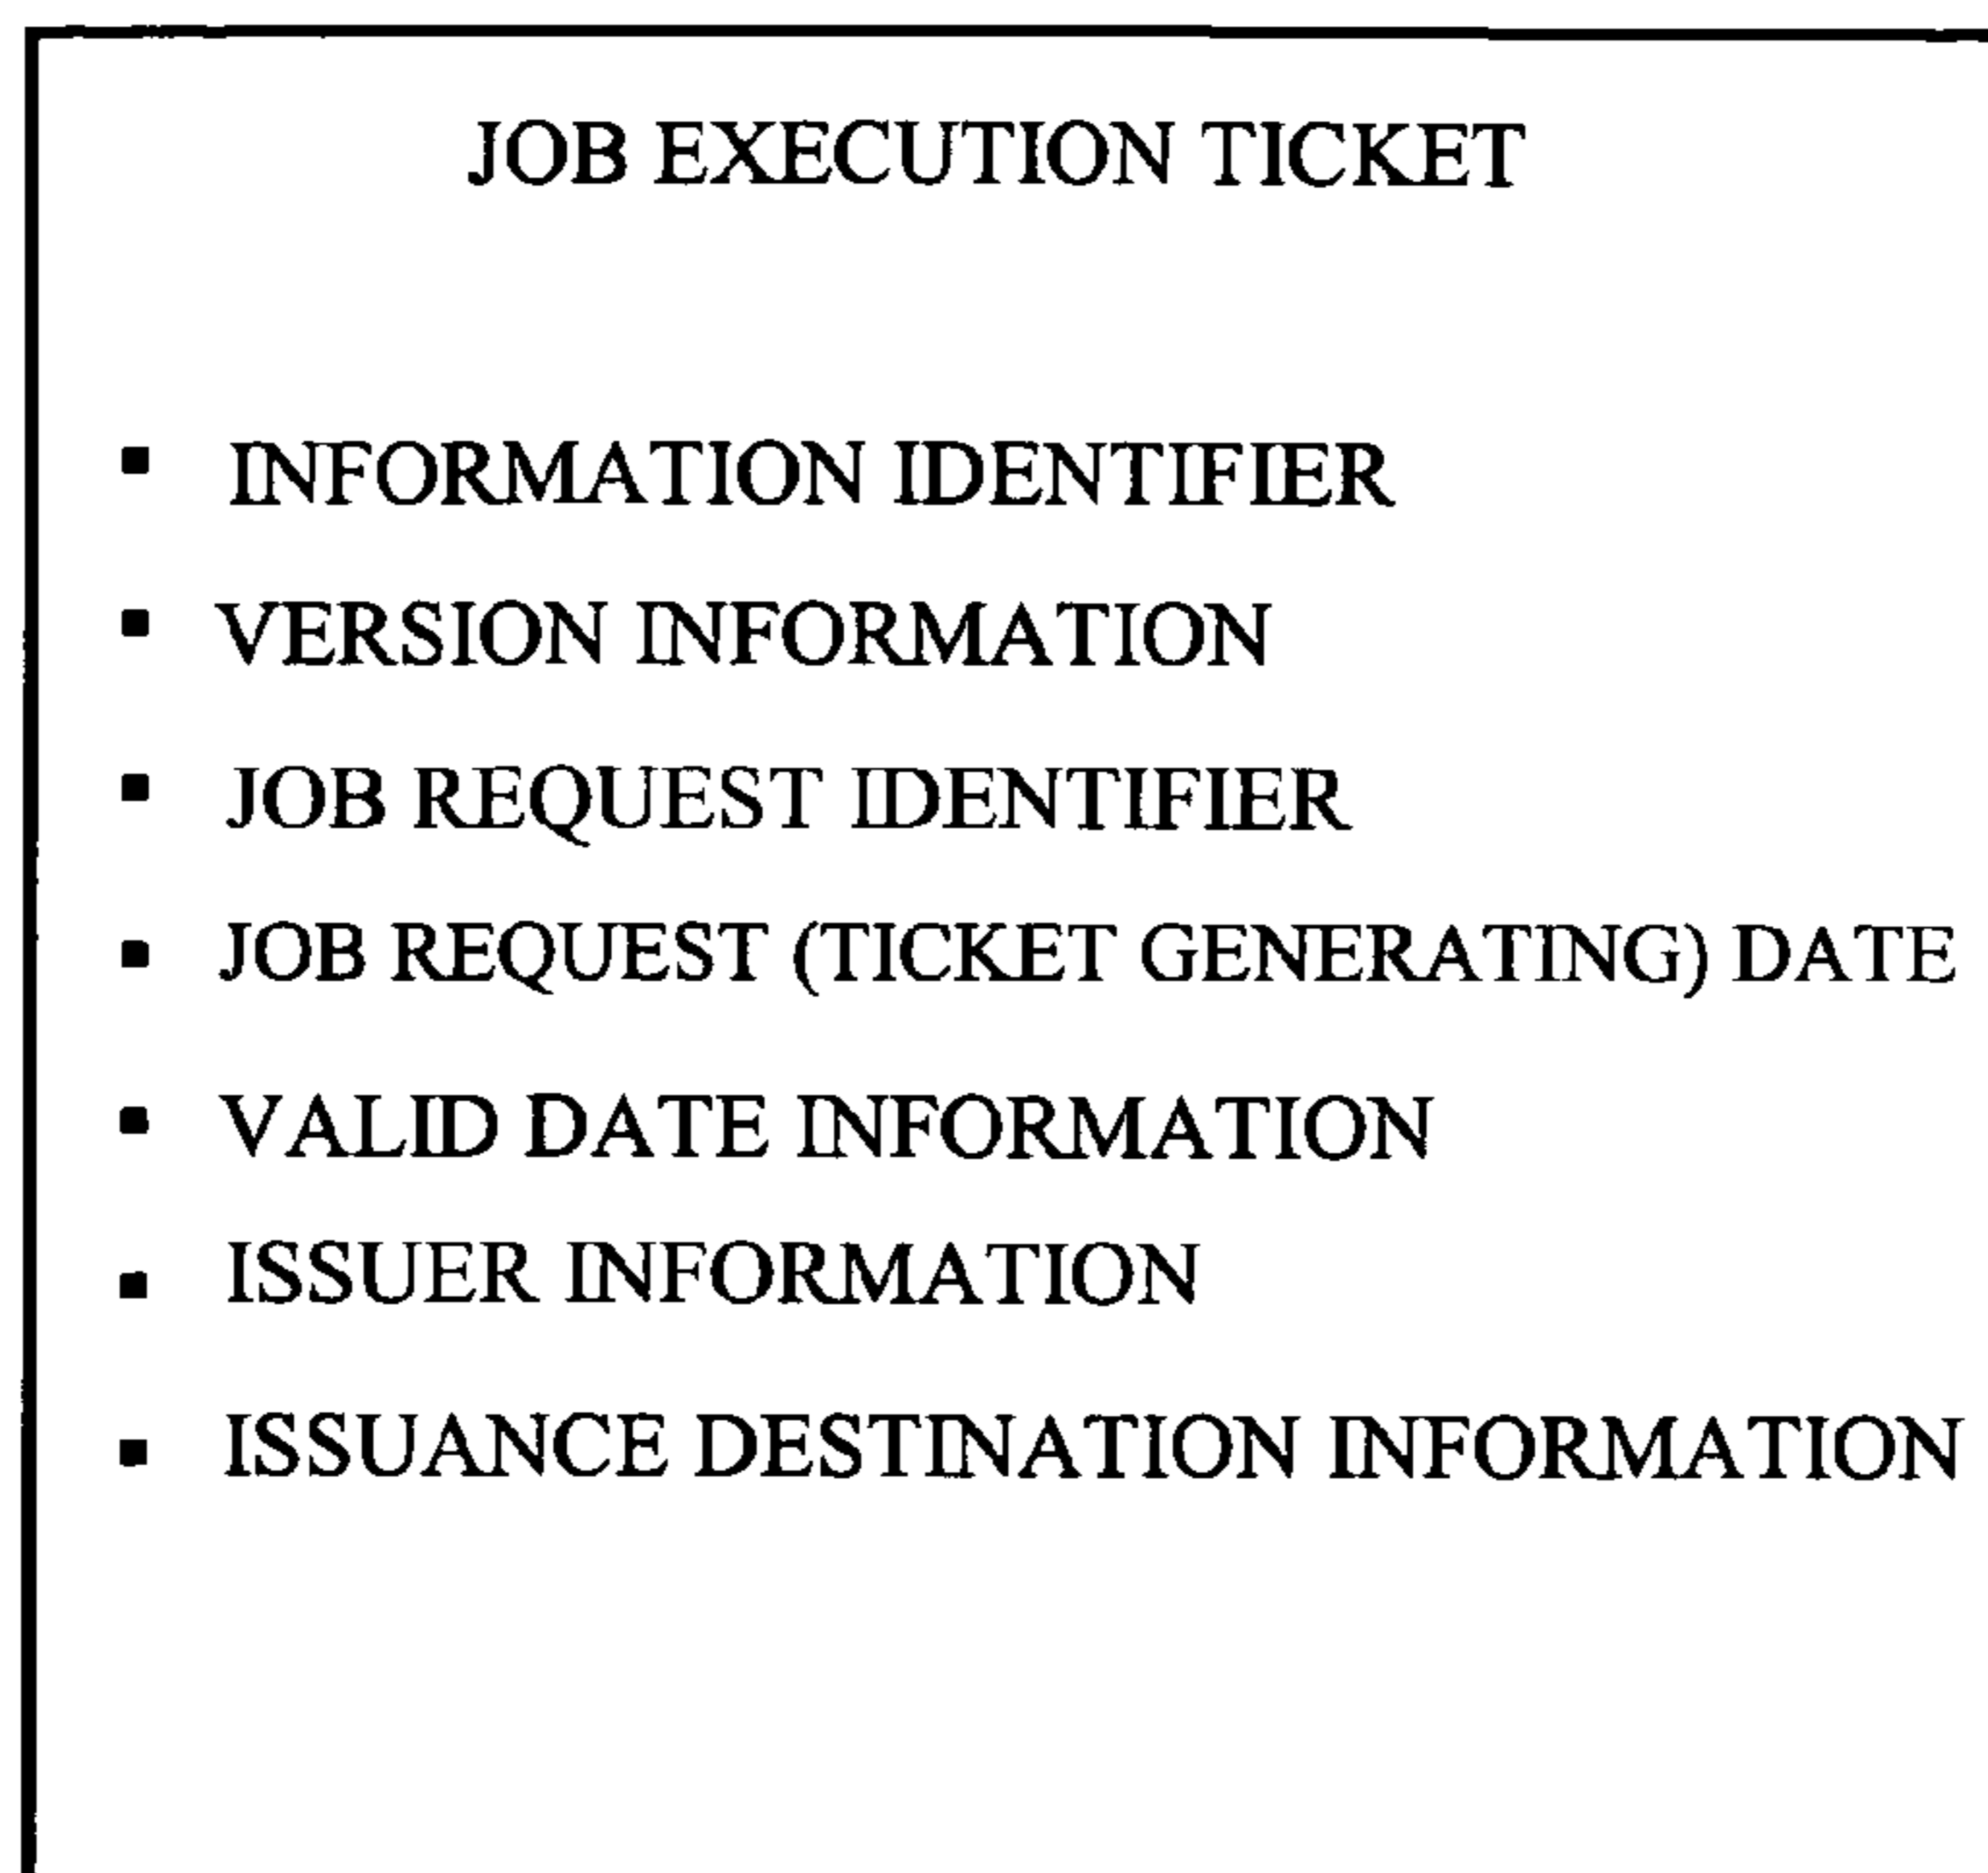 JOB EXECUTION TICKET
▪ INFORMATION IDENTIFIER
▪ VERSION INFORMATION
▪ JOB REQUEST IDENTIFIER
▪ JOB REQUEST (TICKET GENERATING) DATE
▪ VALID DATE INFORMATION
▪ ISSUER INFORMATION
▪ ISSUANCE DESTINATION INFORMATION